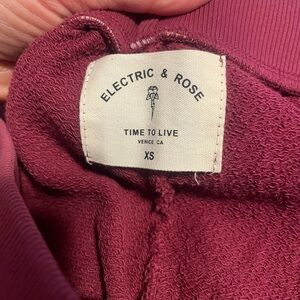 ELECTRIC & ROSE
TIME TO LIVE
VENICE, CA
XS